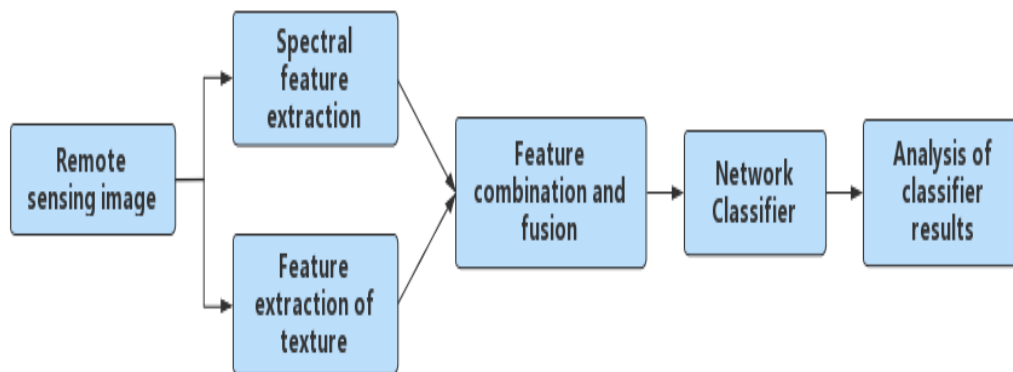 Remote
sensing image
Spectral
feature
extraction
Feature
extraction of
texture
Feature
combination and
fusion
Network
Classifier
Analysis of
classifier
results